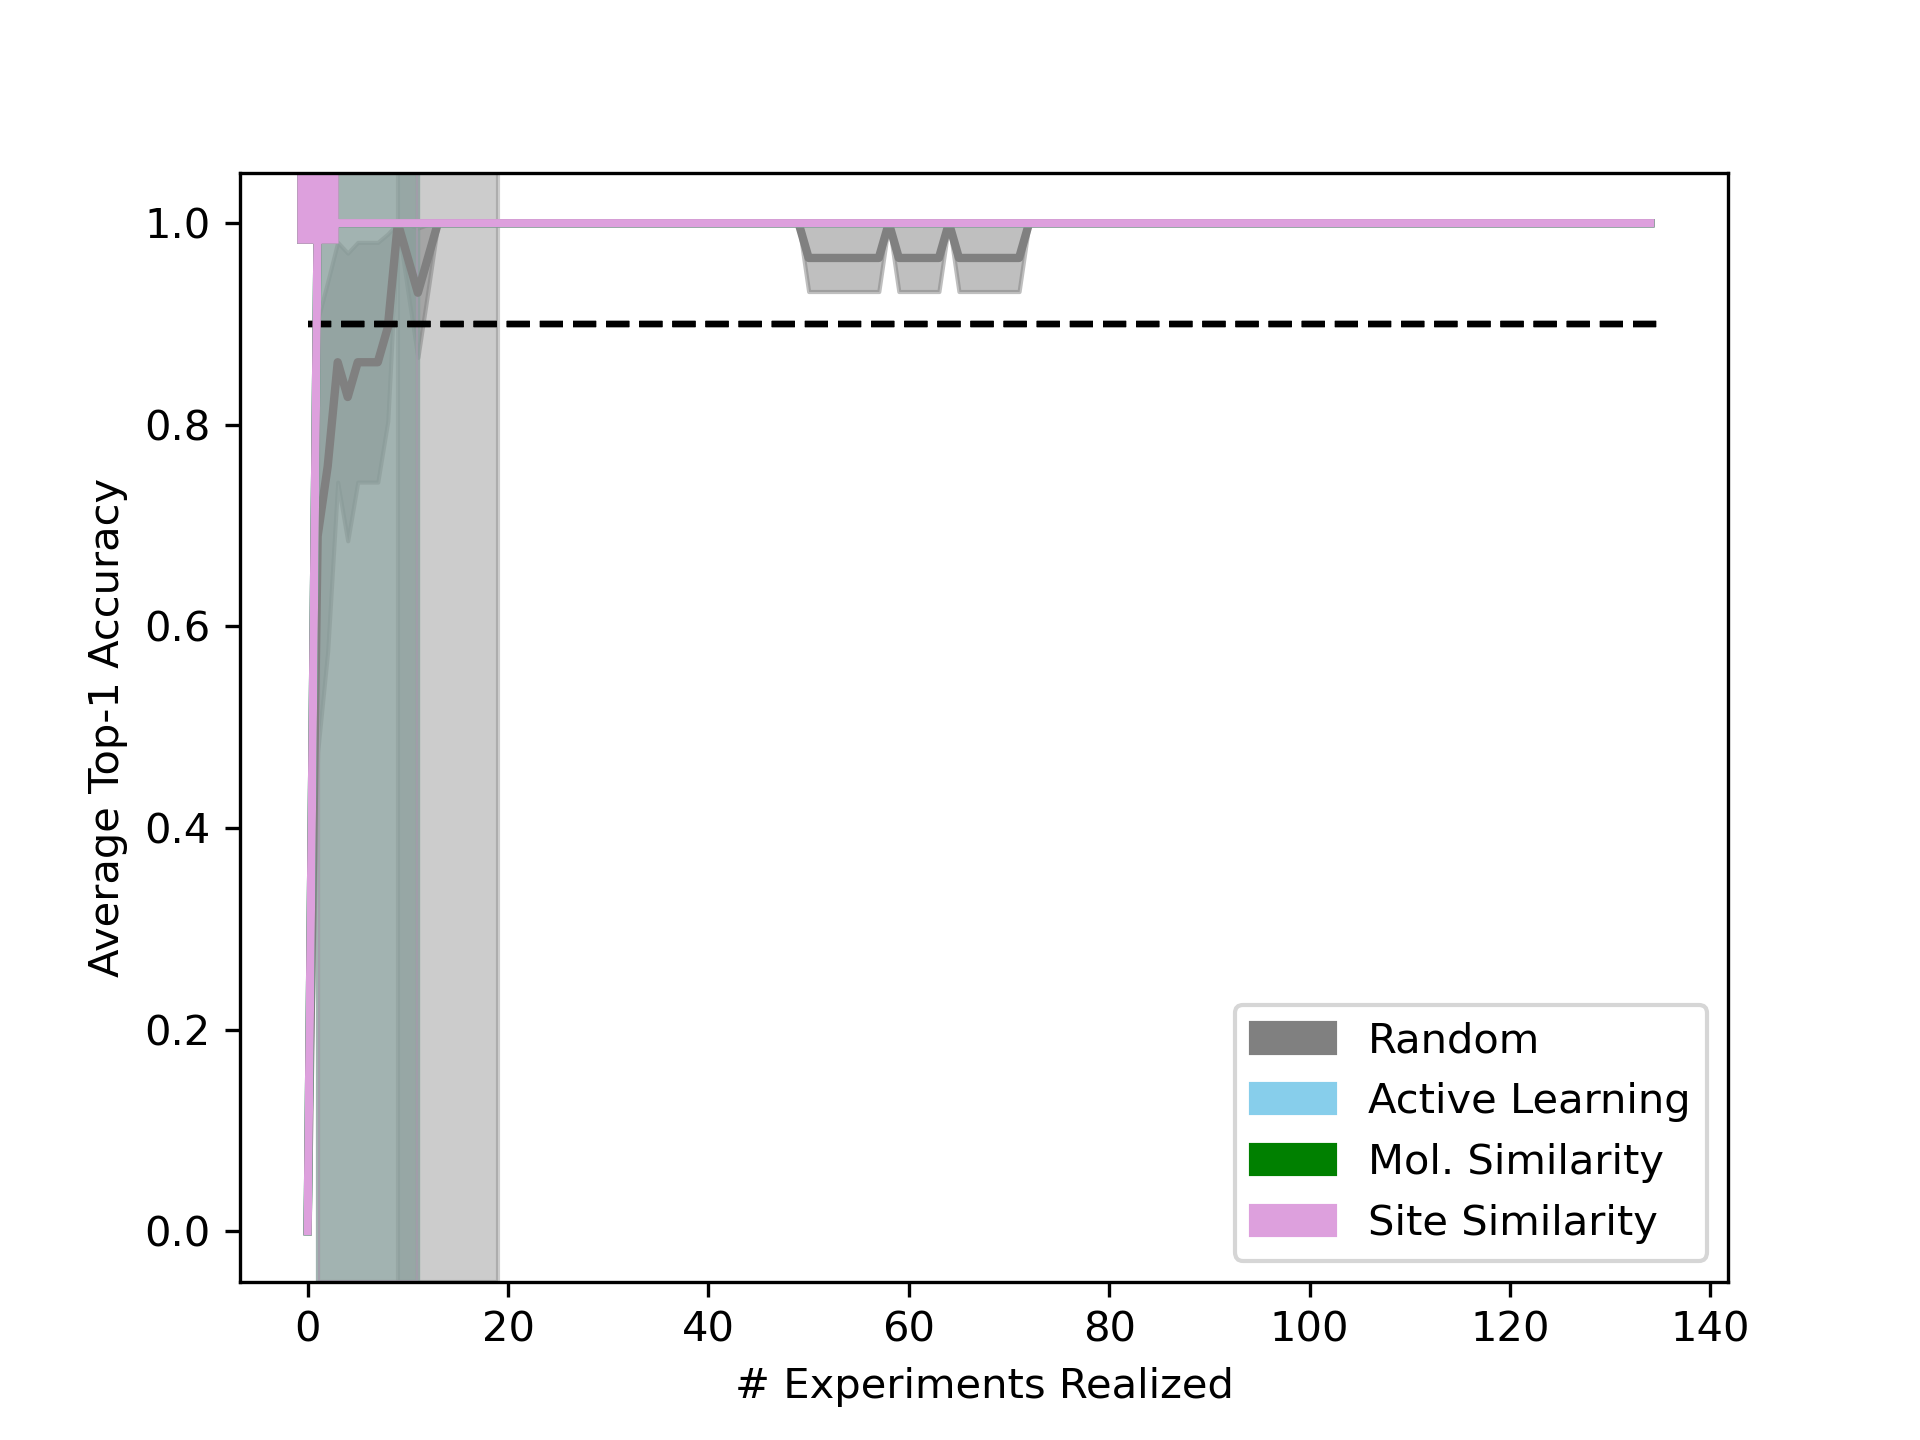 1.0
0.8
0.6
0.4
0.2
0.0
Average Top-1 Accuracy
0 20 40 60 80 100 120 140
# Experiments Realized
Random
Active Learning
Mol. Similarity
Site Similarity